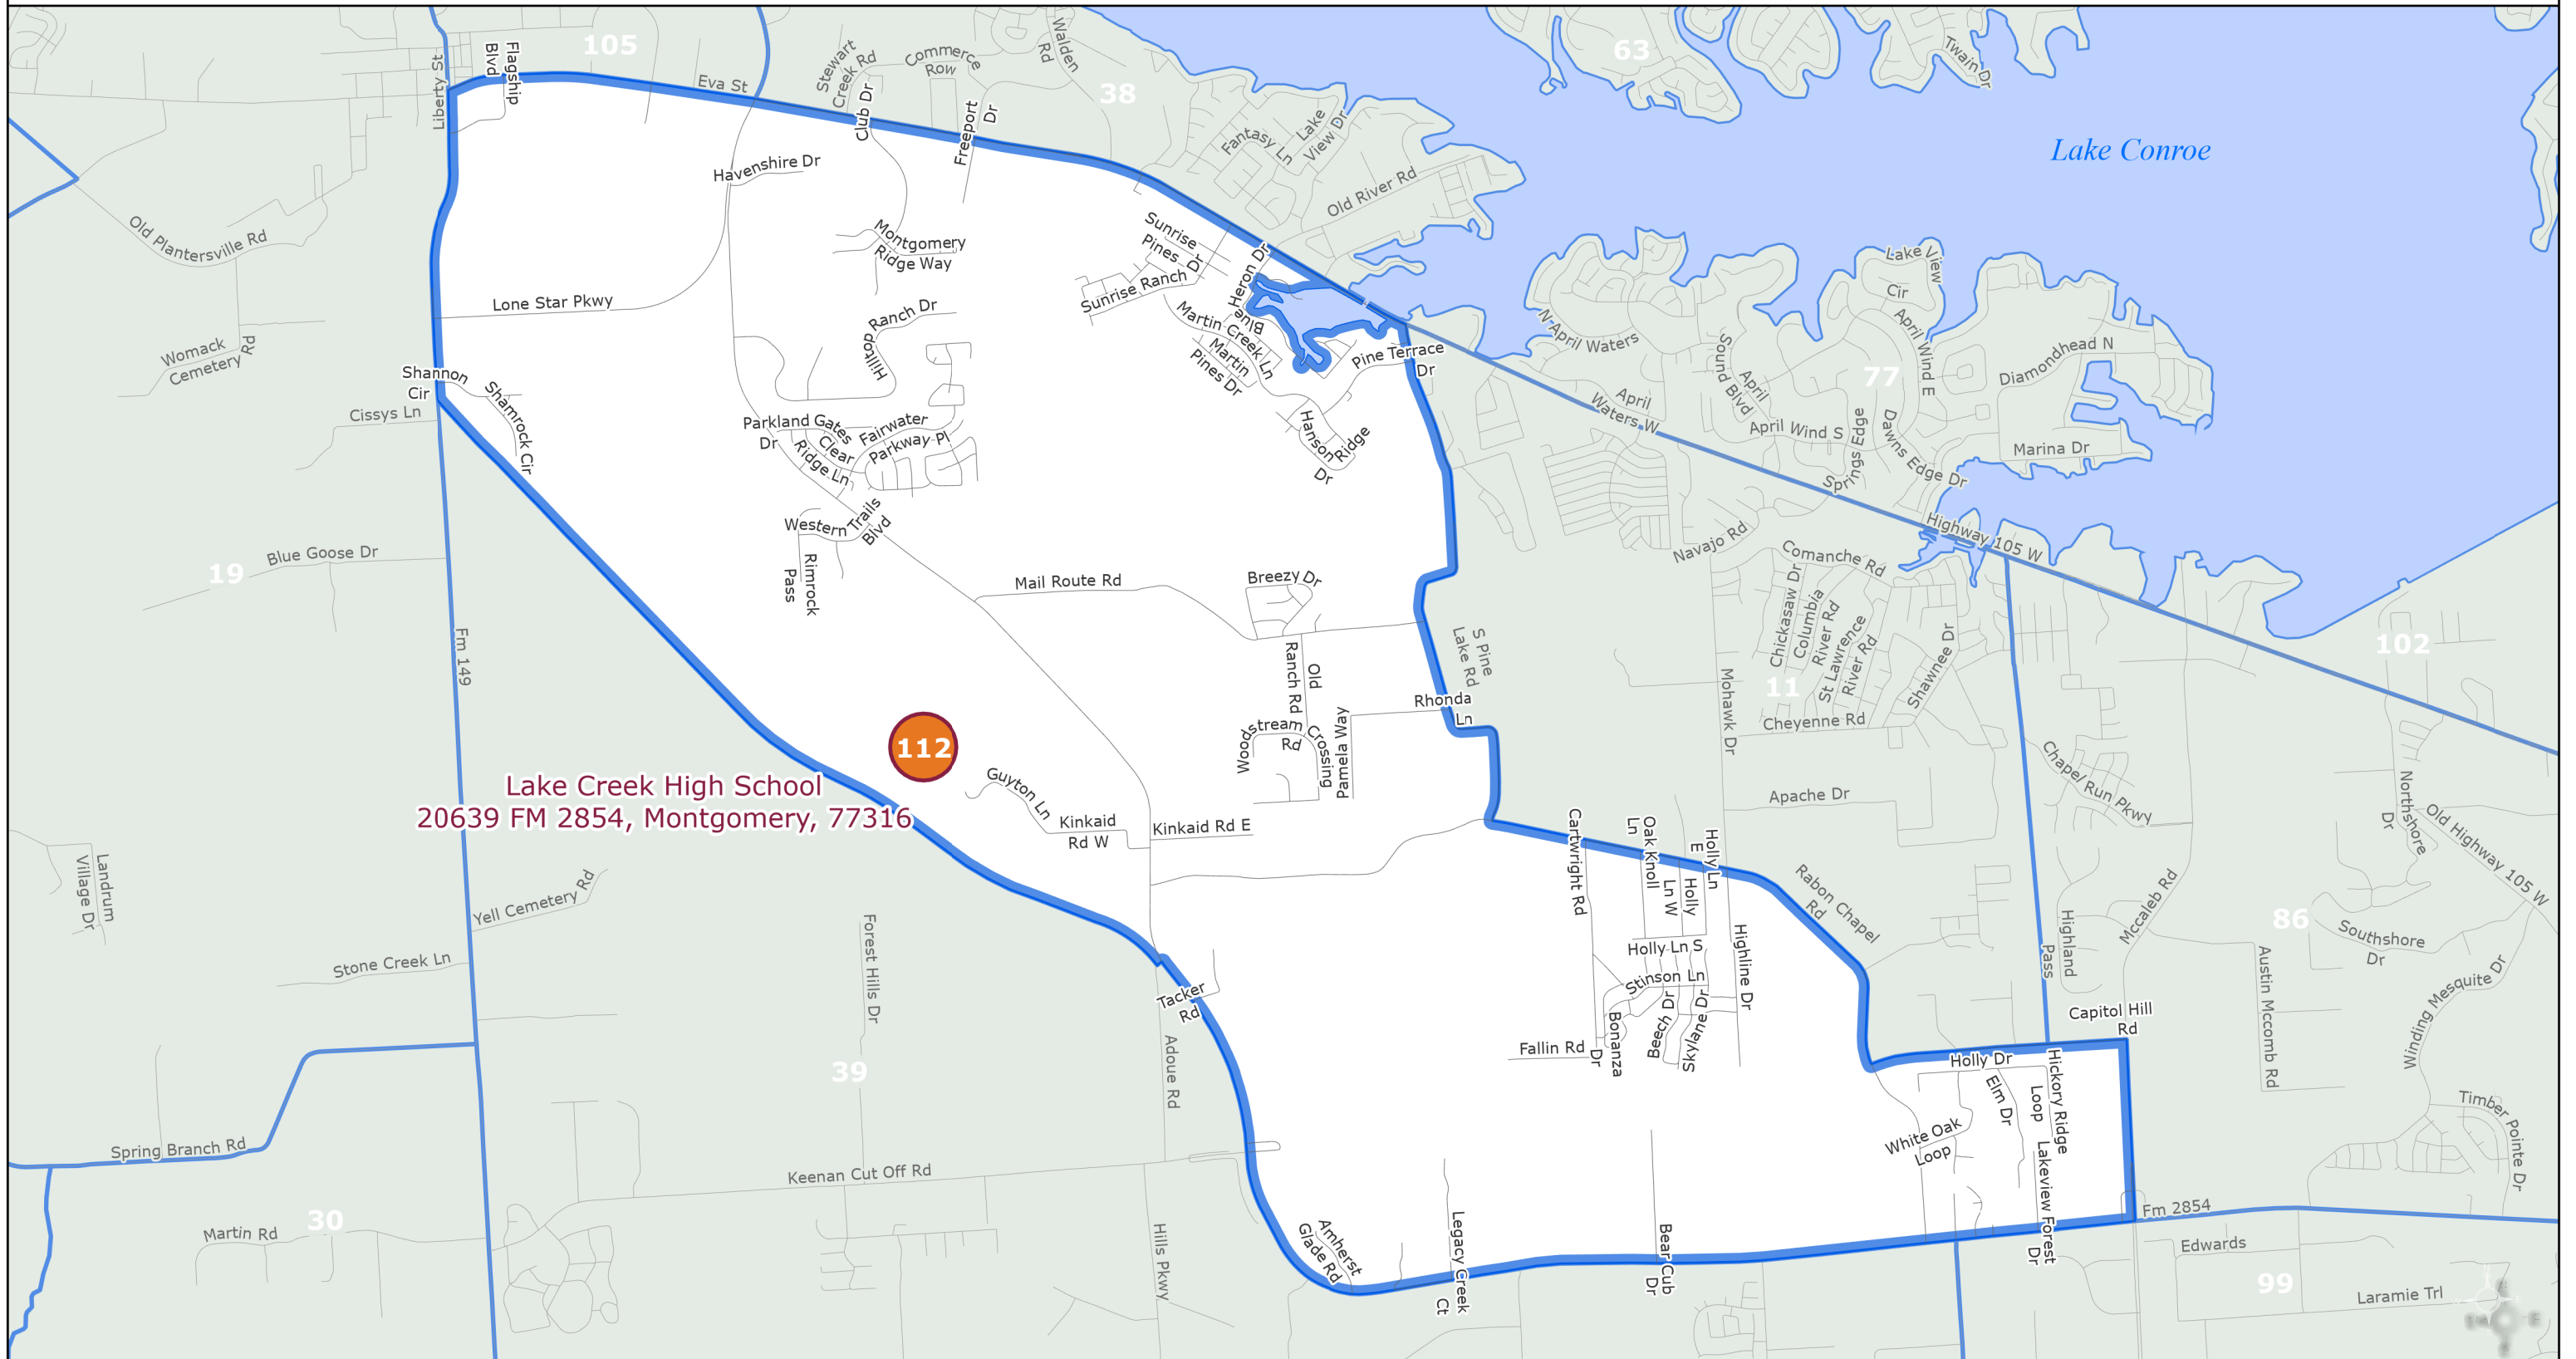 105
63
38
77
19
11
102
86
39
30
99
112
Lake Creek High School
20639 FM 2854, Montgomery, 77316
Lake Conroe
Liberty St
Flagship
Blvd
Eva St
Stewart
Creek Rd
Commerce
Row
Walden
Rd
Club Dr
Freeport
Dr
Twain Dr
Fantasy Ln
Lake
View Dr
Old River Rd
Havenshire Dr
Old Plantersville Rd
Montgomery
Ridge Way
Sunrise
Pines
Dr
Sunrise Ranch
Blue
Heron Dr
Lone Star Pkwy
Hilltop
Ranch Dr
Martin Creek Ln
Martin
Pines Dr
Pine Terrace
Dr
N April Waters
Lake View
Cir
April Wind E
Diamondhead N
Womack
Cemetery Rd
Shannon
Cir
Shamrock Cir
Cissys Ln
Parkland Gates
Dr
Clear
Ridge Ln
Fairwater
Parkway Pl
Hanson
Ridge
Dr
April
Waters W
April
Sound Blvd
April Wind S
Springs Edge
Dawns Edge Dr
Marina Dr
Western Trails
Blvd
Rimrock
Pass
Blue Goose Dr
Mail Route Rd
Breezy Dr
Navajo Rd
Comanche Rd
Highway 105 W
Fm 149
Old
Ranch Rd
S Pine
Lake Rd
Chickasaw Dr
Columbia
River Rd
St Lawrence
River Rd
Shawnee Dr
Mohawk Dr
Cheyenne Rd
Rhonda
Ln
Woodstream
Rd
Crossing
Pamela Way
Guyton Ln
Kinkaid
Rd W
Kinkaid Rd E
Apache Dr
Chapel Run Pkwy
Northshore
Dr
Old Highway 105 W
Landrum
Village Dr
Yell Cemetery Rd
Stone Creek Ln
Forest Hills Dr
Cartwright Rd
Oak Knoll
Ln
Holly
Ln W
Holly Ln
E
Holly Ln S
Stinson Ln
Highline Dr
Rabon Chapel
Rd
Pass
Highland
Mccaleb Rd
Southshore
Dr
Winding Mesquite Dr
Austin Mccomb Rd
Tacker
Rd
Adoue Rd
Fallin Rd
Bonanza
Dr
Beech Dr
Skylane Dr
Capitol Hill
Rd
Holly Dr
Elm Dr
Hickory Ridge
Loop
White Oak
Loop
Lakeview Forest
Dr
Timber Pointe Dr
Spring Branch Rd
Keenan Cut Off Rd
Martin Rd
Hills Pkwy
Amherst
Glade Rd
Legacy Creek
Ct
Bear Cub
Dr
Fm 2854
Edwards
Laramie Trl